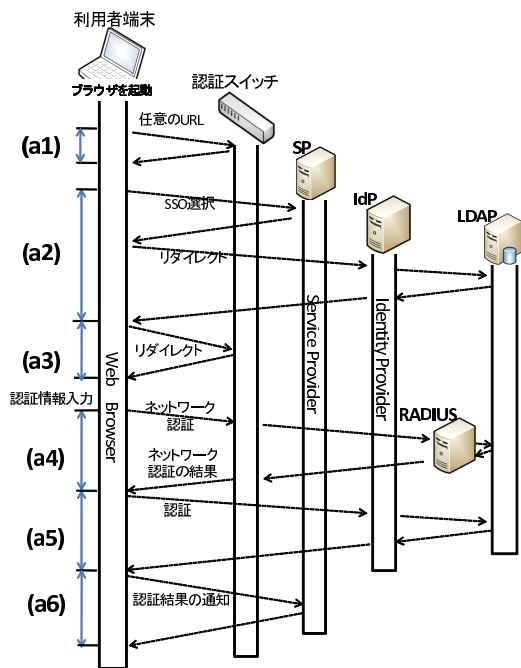 利用者端末
ブラウザを起動
認証スイッチ
任意のURL
(a1)
SP
SSO選択
IdP
LDAP
(a2)
リダイレクト
Service Provider
Identity Provider
(a3)
リダイレクト
Web Browser
認証情報入力
ネットワーク
認証
RADIUS
(a4)
ネットワーク
認証の結果
(a5)
認証
(a6)
認証結果の通知